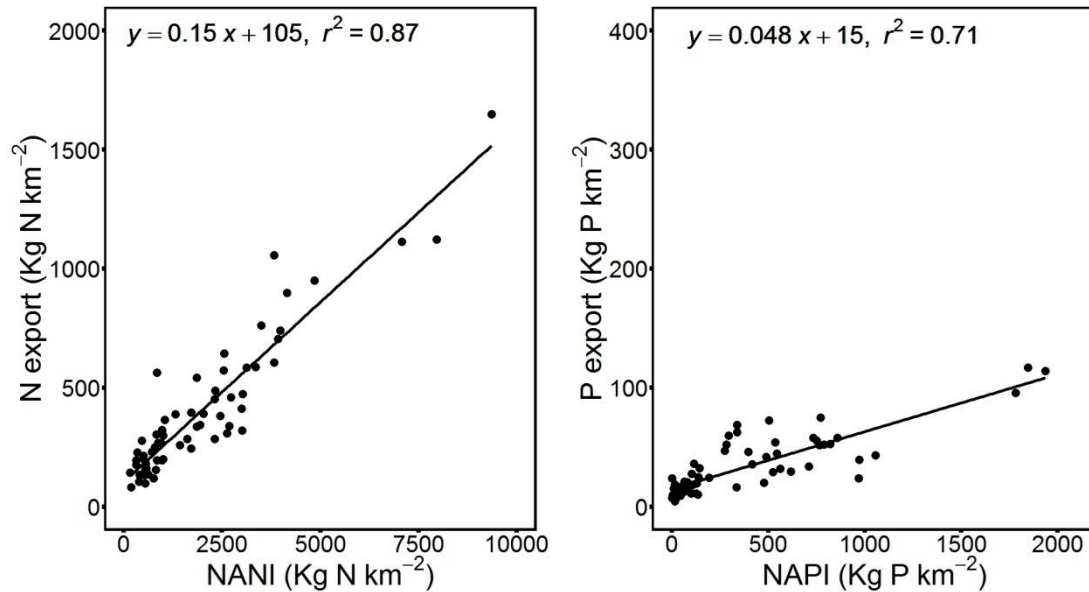 y = 0.15 x + 105, r² = 0.87
2000
1500
1000
500
0
N export (Kg N km⁻²)
0 2500 5000 7500 10000
NANI (Kg N km⁻²)
y = 0.048 x + 15, r² = 0.71
400
300
200
100
0
P export (Kg P km⁻²)
0 500 1000 1500 2000
NAPI (Kg P km⁻²)